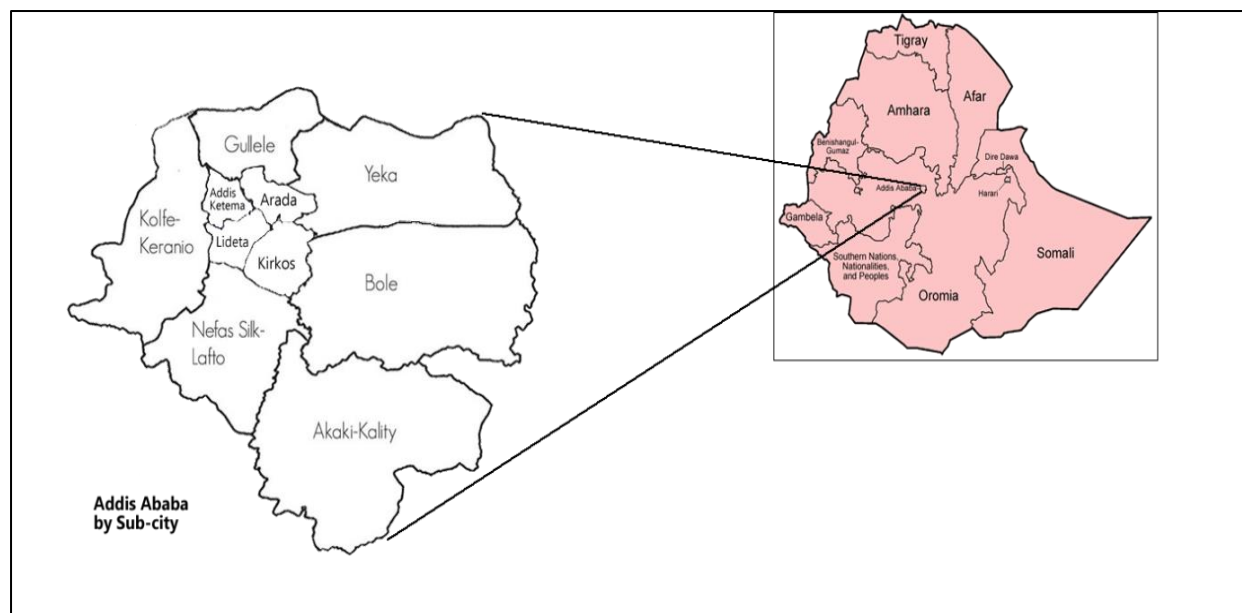 Gullele
Yeka
Addis
Ketema
Arada
Kolfe-
Keranio
Lideta
Kirkos
Bole
Nefas Silk-
Lafto
Akaki-Kality
Addis Ababa
by Sub-city
Tigray
Afar
Amhara
Benishangul-
Gumaz
Dire Dawa
Addis Ababa
Harari
Gambela
Somali
Southern Nations,
Nationalities,
and Peoples
Oromia